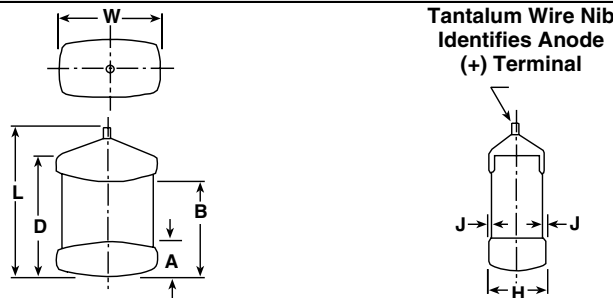 W
Tantalum Wire Nib
Identifies Anode
(+) Terminal
L
D
B
A
J
J
H